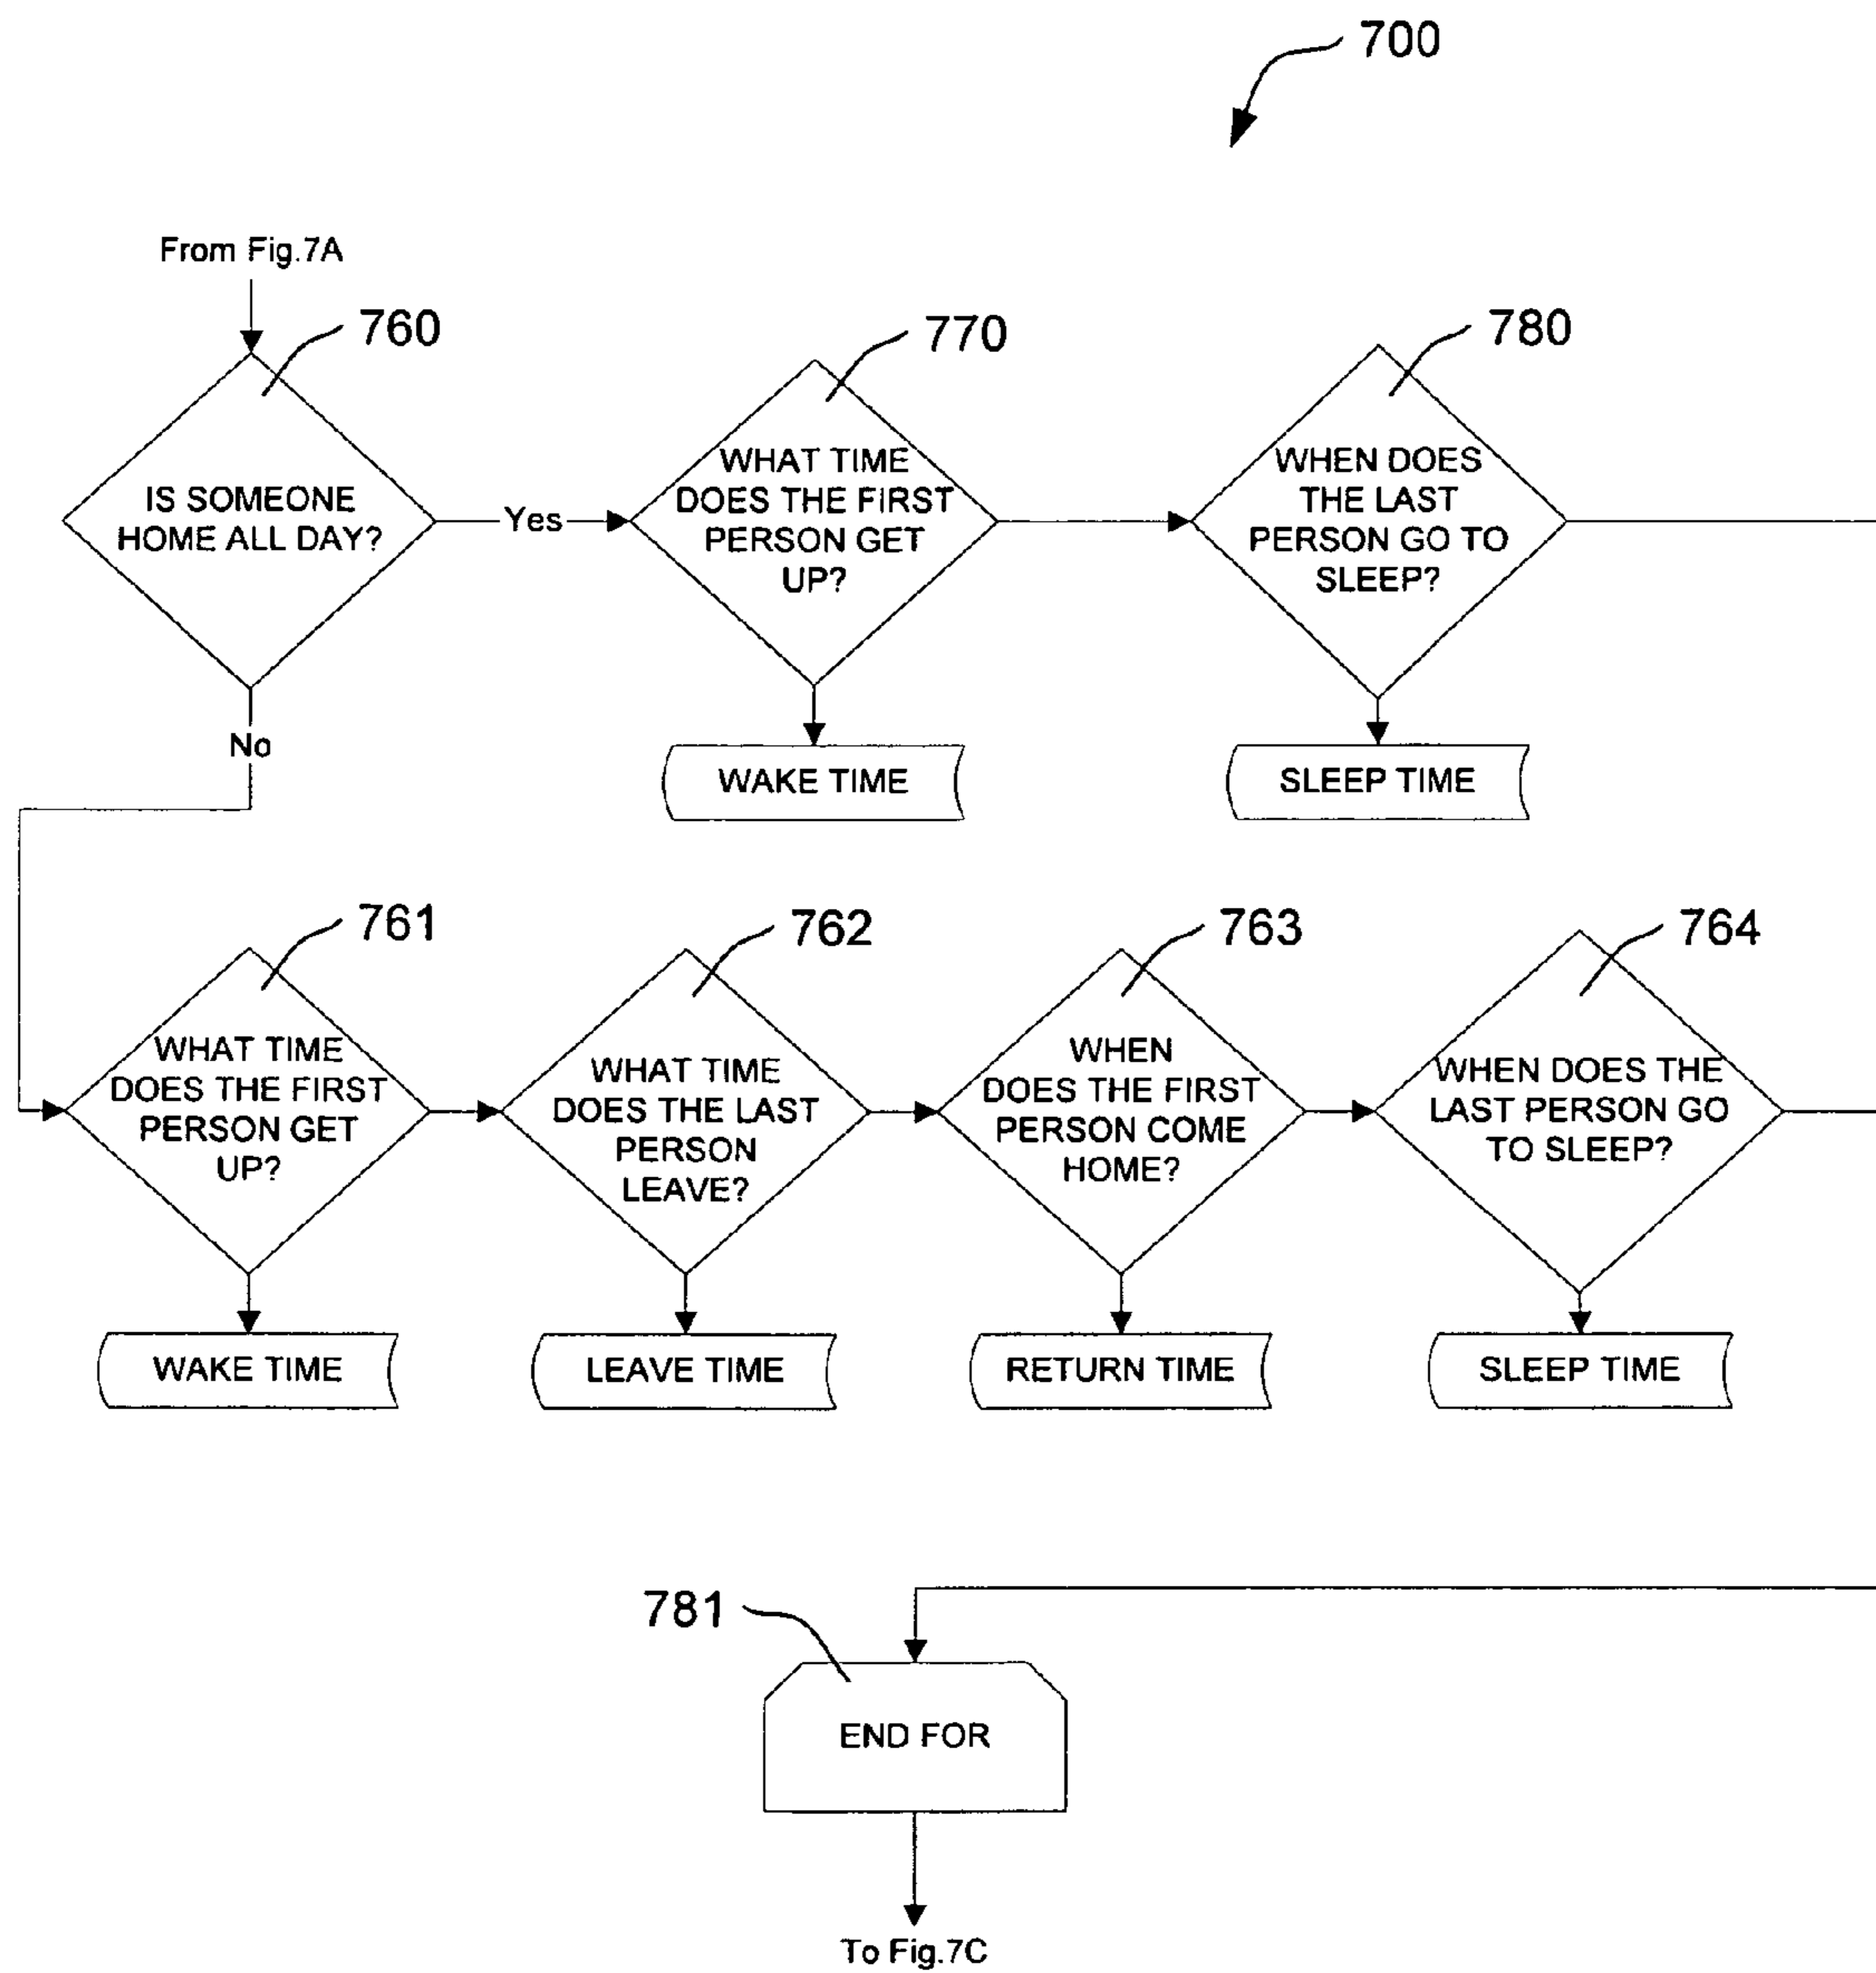 700
From Fig.7A
760
770
780
IS SOMEONE
HOME ALL DAY?
Yes
WHAT TIME
DOES THE FIRST
PERSON GET
UP?
WHEN DOES
THE LAST
PERSON GO TO
SLEEP?
No
WAKE TIME
SLEEP TIME
761
762
763
764
WHAT TIME
DOES THE FIRST
PERSON GET
UP?
WHAT TIME
DOES THE LAST
PERSON
LEAVE?
WHEN
DOES THE FIRST
PERSON COME
HOME?
WHEN DOES THE
LAST PERSON GO
TO SLEEP?
WAKE TIME
LEAVE TIME
RETURN TIME
SLEEP TIME
781
END FOR
To Fig.7C